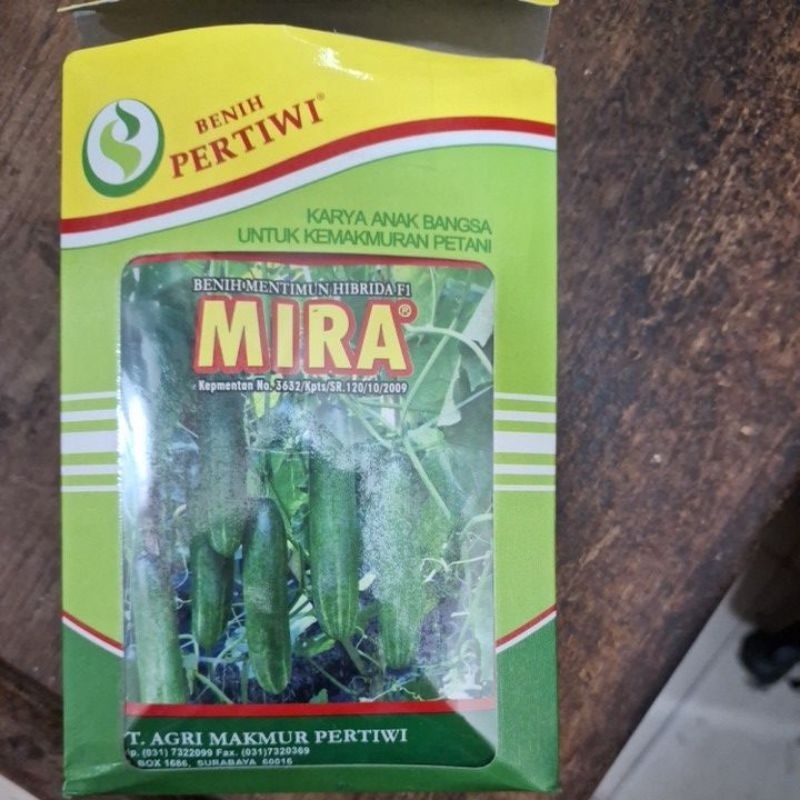 BENIH
PERTIWI®
KARYA ANAK BANGSA
UNTUK KEMAKMURAN PETANI
BENIH MENTIMUN HIBRIDA F1
MIRA®
Kepmentan No. 3632/Kpts/SR.120/10/2009
T. AGRI MAKMUR PERTIWI
lp. (031) 7322099 Fax. (031)7320369
BOX 1686, SURABAYA 60016